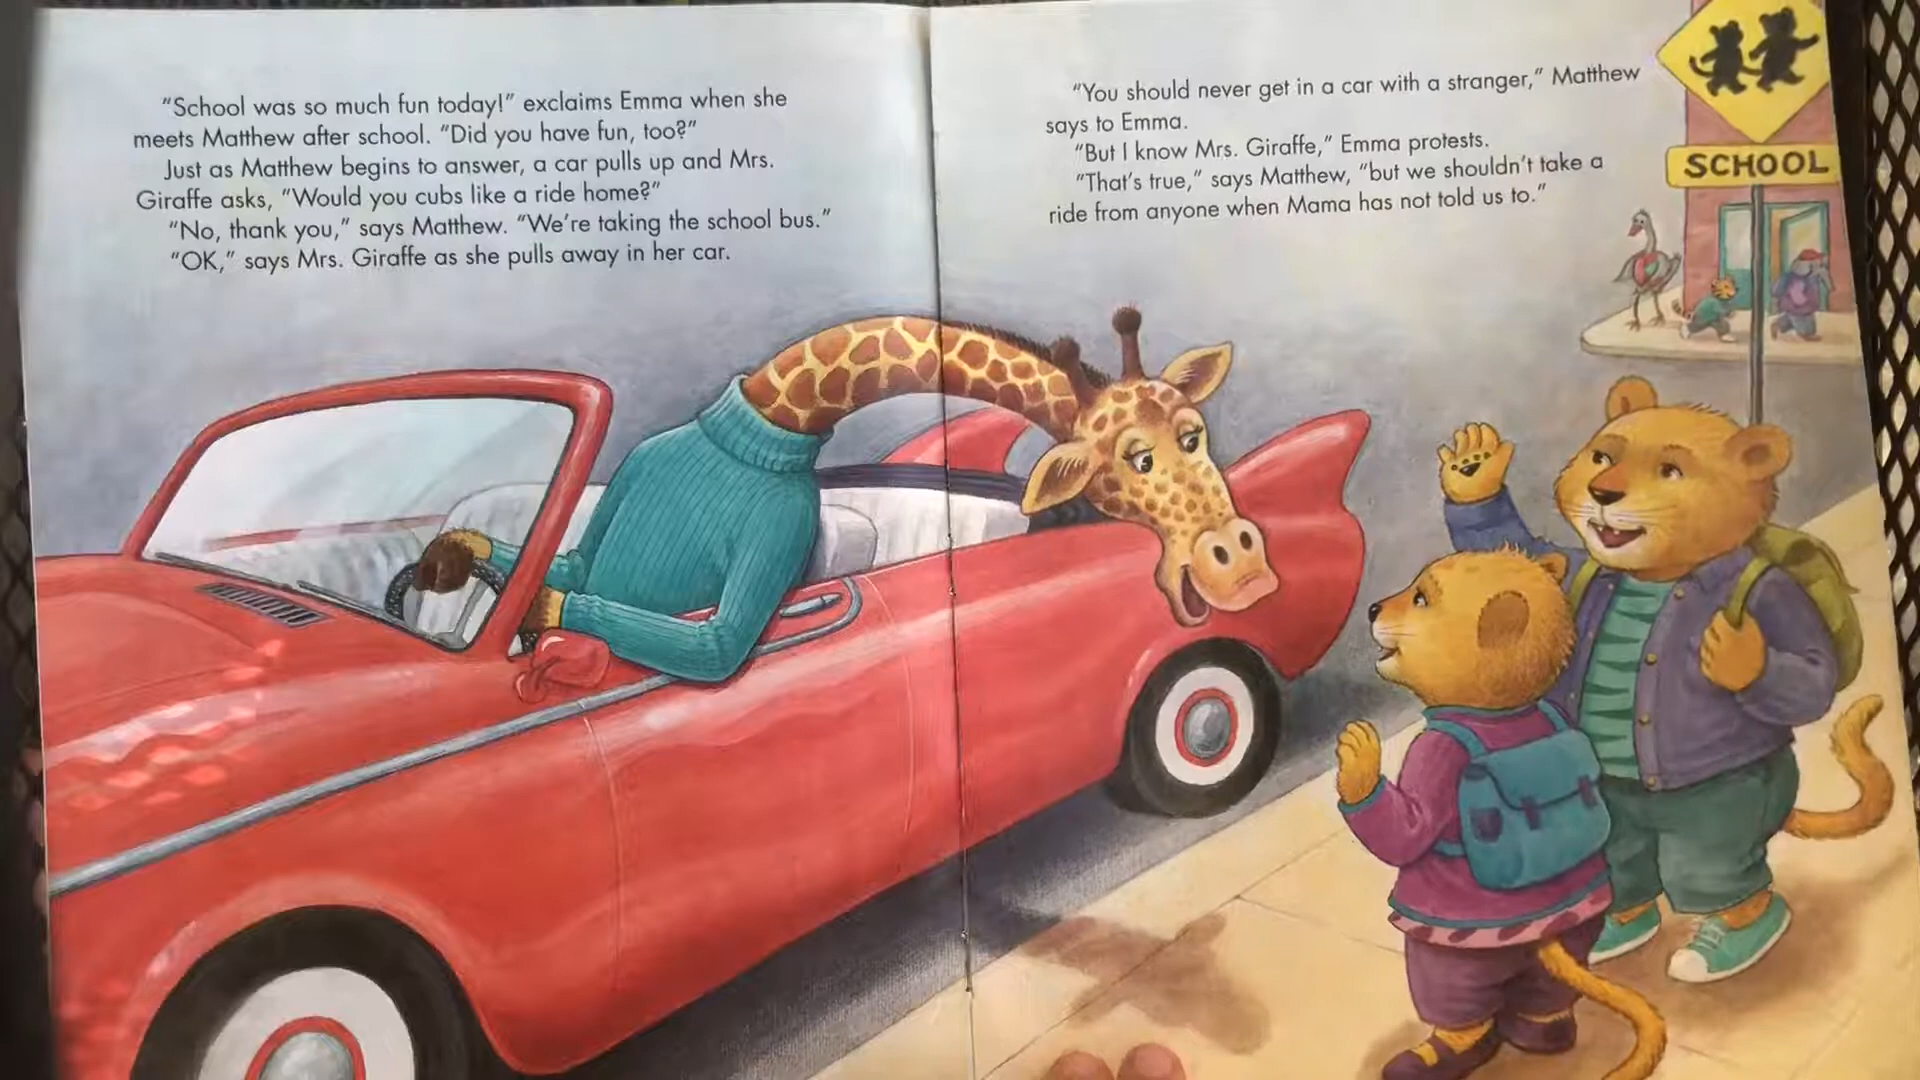 "School was so much fun today!" exclaims Emma when she
meets Matthew after school. "Did you have fun, too?"
Just as Matthew begins to answer, a car pulls up and Mrs.
Giraffe asks, "Would you cubs like a ride home?"
"No, thank you," says Matthew. "We're taking the school bus."
"OK," says Mrs. Giraffe as she pulls away in her car.
"You should never get in a car with a stranger," Matthew
says to Emma.
"But I know Mrs. Giraffe," Emma protests.
"That's true," says Matthew, "but we shouldn't take a
ride from anyone when Mama has not told us to."
SCHOOL